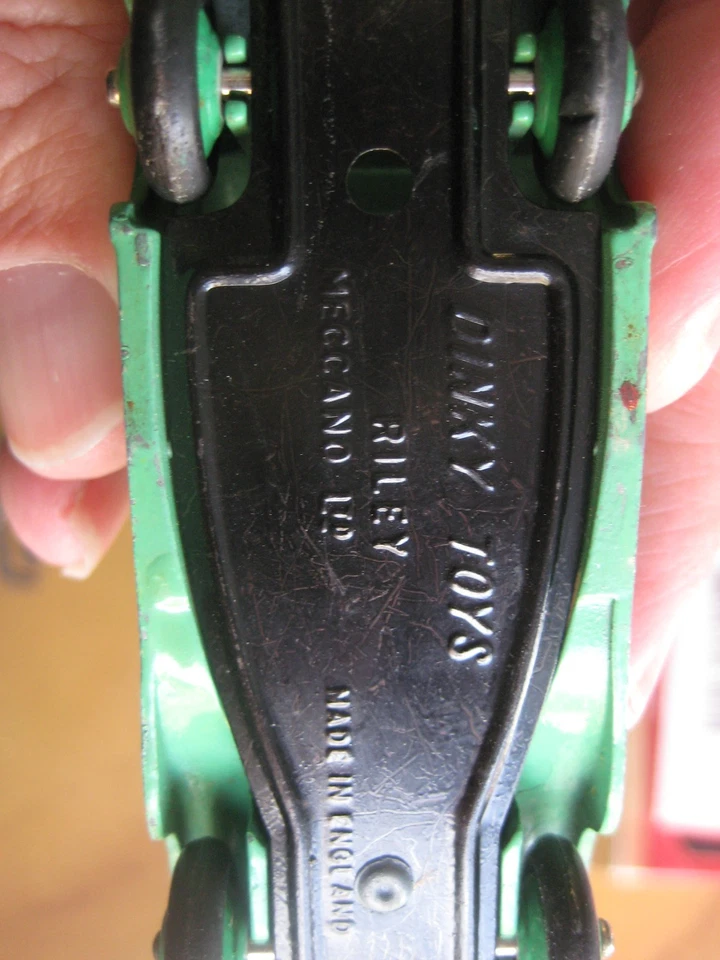 DINKY TOYS
RILEY
MECCANO LTD
MADE IN ENGLAND